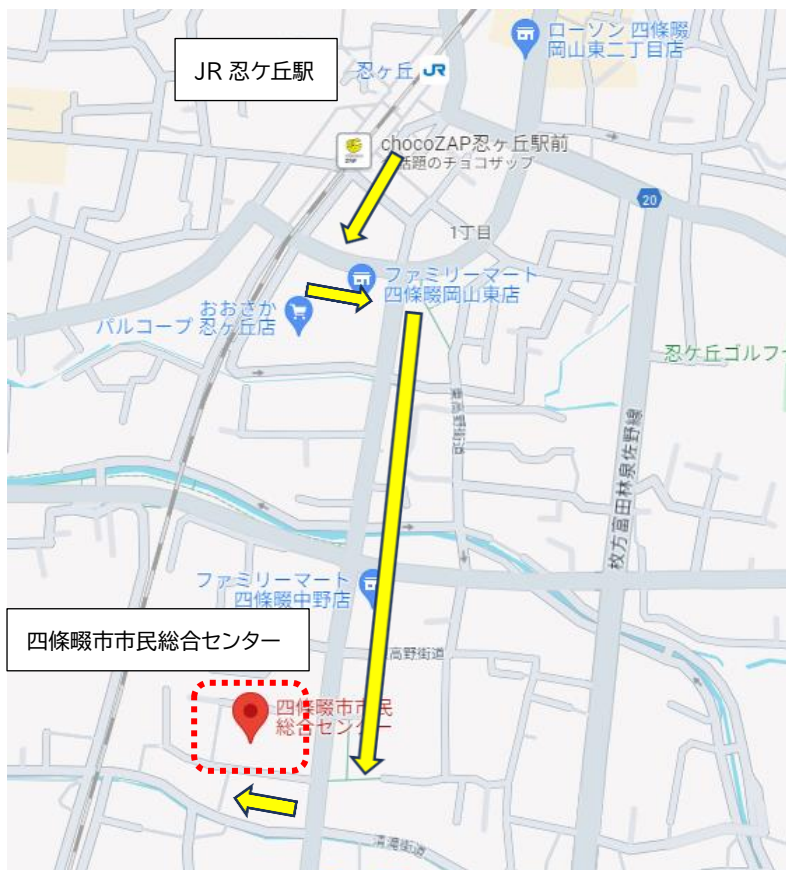 ローソン 四條畷
岡山東二丁目店
JR 忍ケ丘駅
忍ヶ丘 JR
chocoZAP忍ヶ丘駅前
話題のチョコザップ
20
1丁目
ファミリーマート
四條畷岡山東店
おおさか
パルコープ 忍ヶ丘店
忍ケ丘ゴルフ
東高野街道
枚方富田林泉佐野線
ファミリーマート
四條畷中野店
四條畷市市民総合センター
高野街道
四條畷市市民
総合センター
清滝街道